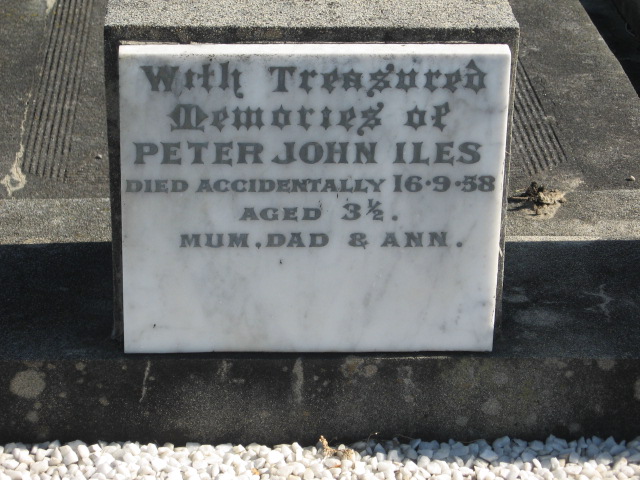 With Treasured
Memories of
PETER JOHN ILES
DIED ACCIDENTALLY 16·9·58
AGED 3½.
MUM, DAD & ANN.